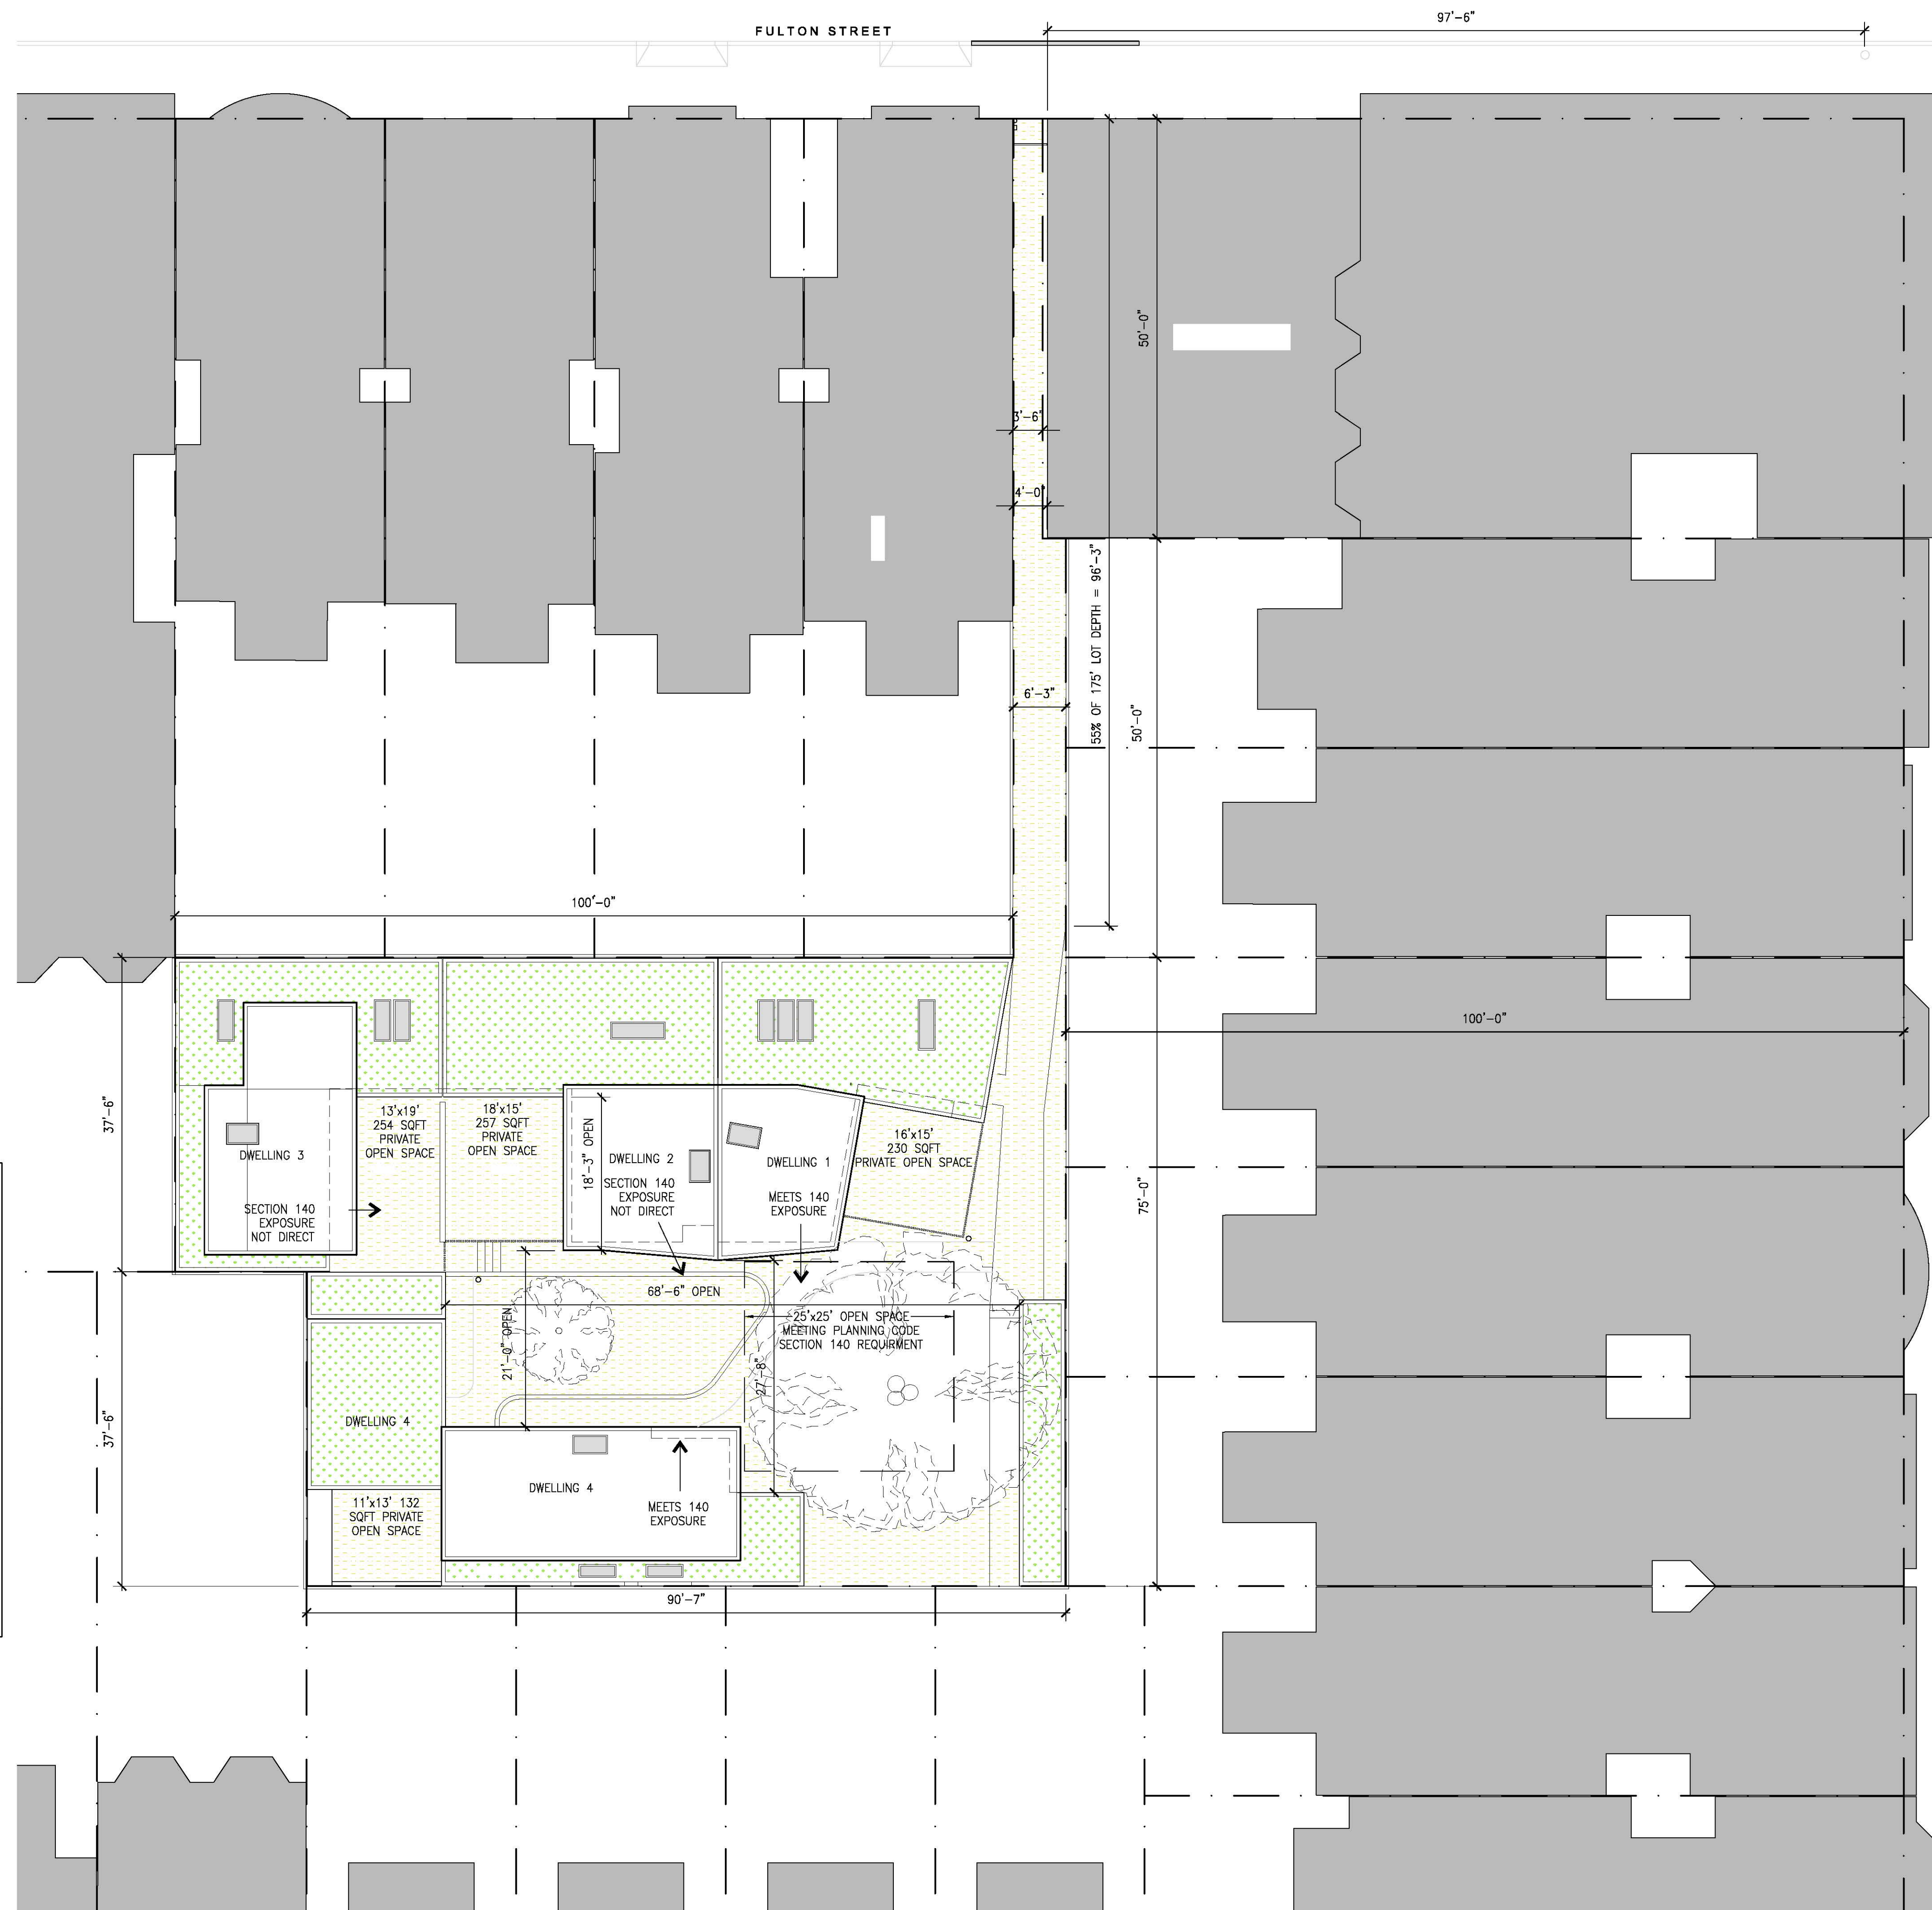 FULTON STREET
97'-6"
50'-0"
3'-6"
4'-0"
55% OF 175' LOT DEPTH = 96'-3"
6'-3"
50'-0"
100'-0"
100'-0"
37'-6"
13'x19'
254 SQFT
PRIVATE
OPEN SPACE
18'x15'
257 SQFT
PRIVATE
OPEN SPACE
18'-3" OPEN
DWELLING 3
DWELLING 2
DWELLING 1
16'x15'
230 SQFT
PRIVATE OPEN SPACE
SECTION 140
EXPOSURE
NOT DIRECT
SECTION 140
EXPOSURE
NOT DIRECT
MEETS 140
EXPOSURE
75'-0"
68'-6" OPEN
21'-0" OPEN
25'x25' OPEN SPACE
MEETING PLANNING CODE
SECTION 140 REQUIRMENT
27'-8"
37'-6"
DWELLING 4
DWELLING 4
11'x13' 132
SQFT PRIVATE
OPEN SPACE
MEETS 140
EXPOSURE
90'-7"